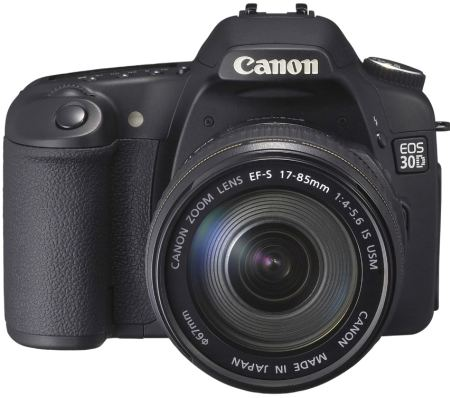 Canon
EOS
30D
CANON ZOOM LENS EF-S 17-85mm 1:4-5.6 IS USM
CANON
MADE IN JAPAN
Φ67mm